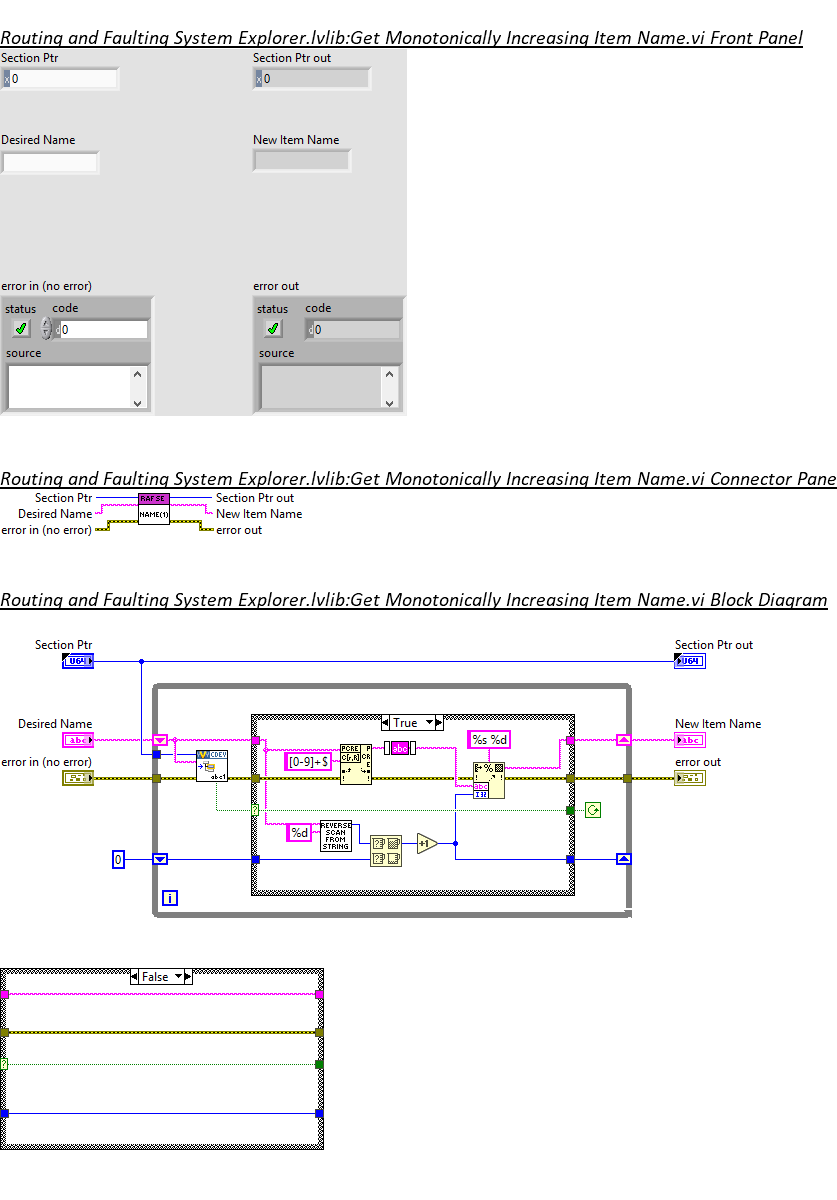 Routing and Faulting System Explorer.lvlib:Get Monotonically Increasing Item Name.vi Front Panel
Section Ptr Section Ptr out
x 0 x 0
Desired Name New Item Name
error in (no error) error out
status code status code
d 0 d 0
source source
Routing and Faulting System Explorer.lvlib:Get Monotonically Increasing Item Name.vi Connector Pane
Section Ptr RAFSE Section Ptr out
Desired Name NAME(1) New Item Name
error in (no error) error out
Routing and Faulting System Explorer.lvlib:Get Monotonically Increasing Item Name.vi Block Diagram
Section Ptr Section Ptr out
U64 U64
Desired Name True New Item Name
abc %s %d abc
PCRE
abc
error in (no error) CDEV error out
[0-9]+$
abc1
abc
I32
?
%d REVERSE
SCAN
FROM
STRING
+1
0
i
False
?